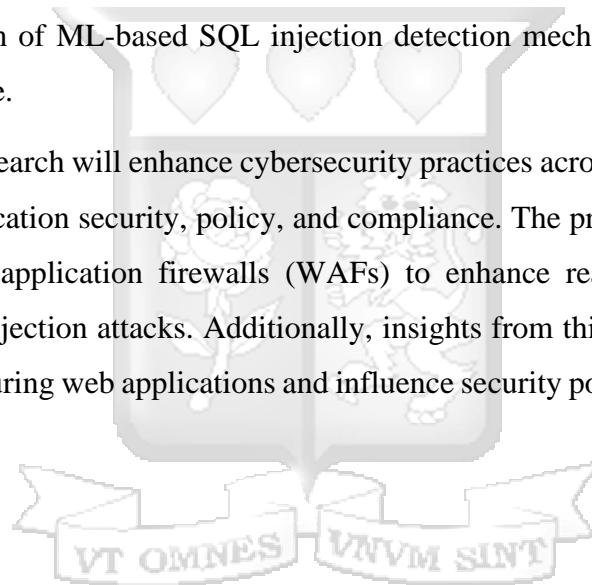 n of ML-based SQL injection detection mech
e.
earch will enhance cybersecurity practices acro
cation security, policy, and compliance. The pr
application firewalls (WAFs) to enhance rea
jection attacks. Additionally, insights from thi
uring web applications and influence security po
VT OMNES VNVM SINT